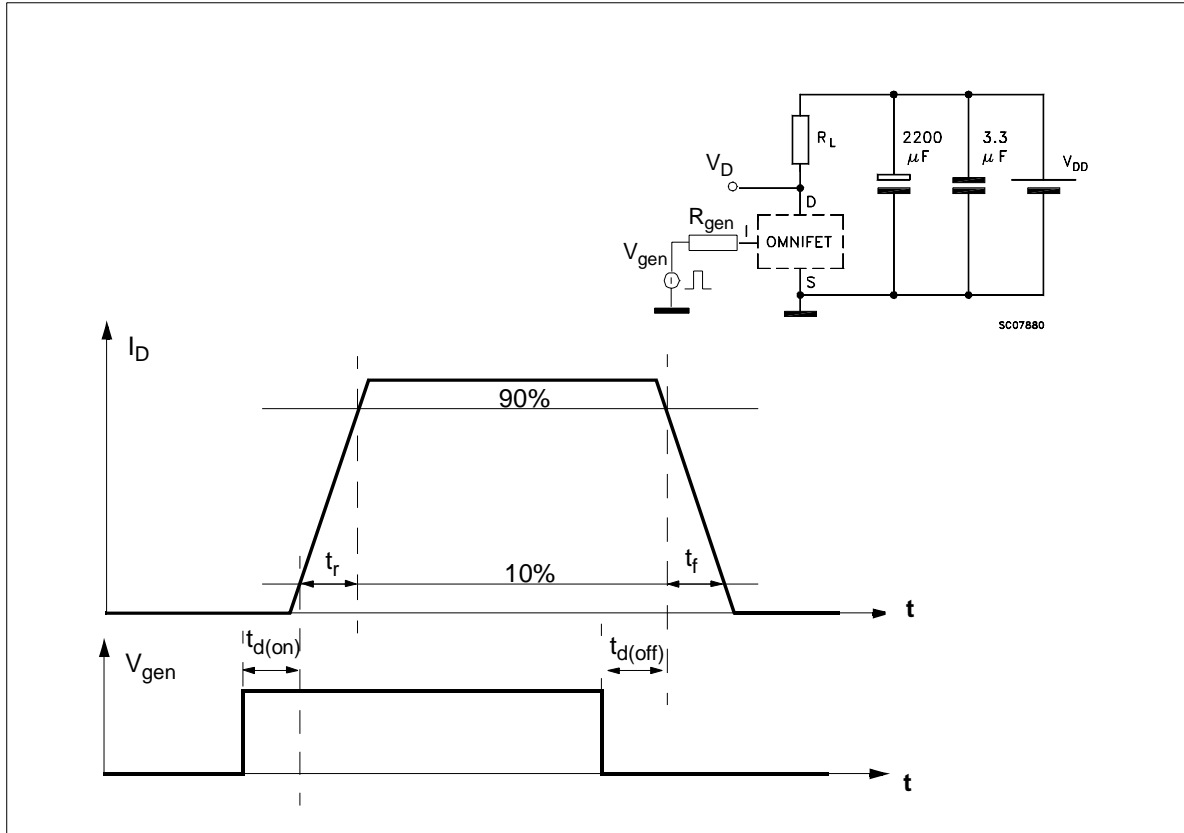 R_L
2200
μF
3.3
μF
V_DD
V_D
D
R_gen
I
OMNIFET
V_gen
S
SC07880
I_D
90%
t_r
10%
t_f
t
t_d(on)
t_d(off)
V_gen
t